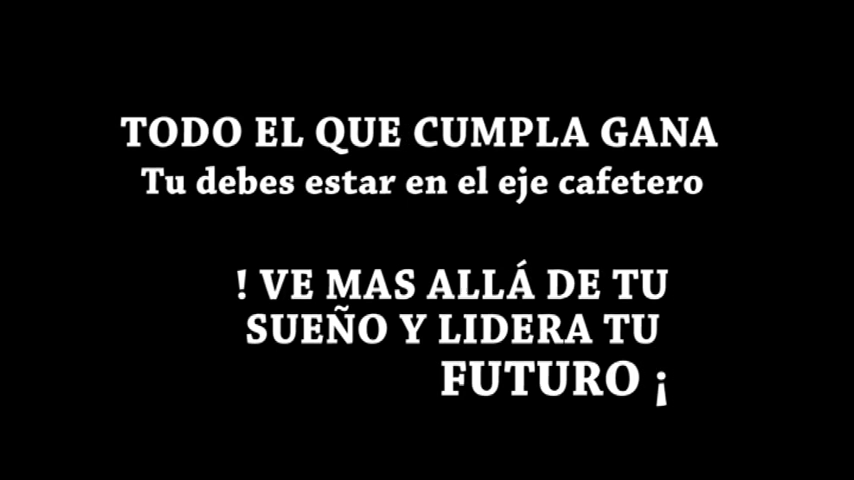 TODO EL QUE CUMPLA GANA
Tu debes estar en el eje cafetero
! VE MAS ALLÁ DE TU
SUEÑO Y LIDERA TU
FUTURO ¡